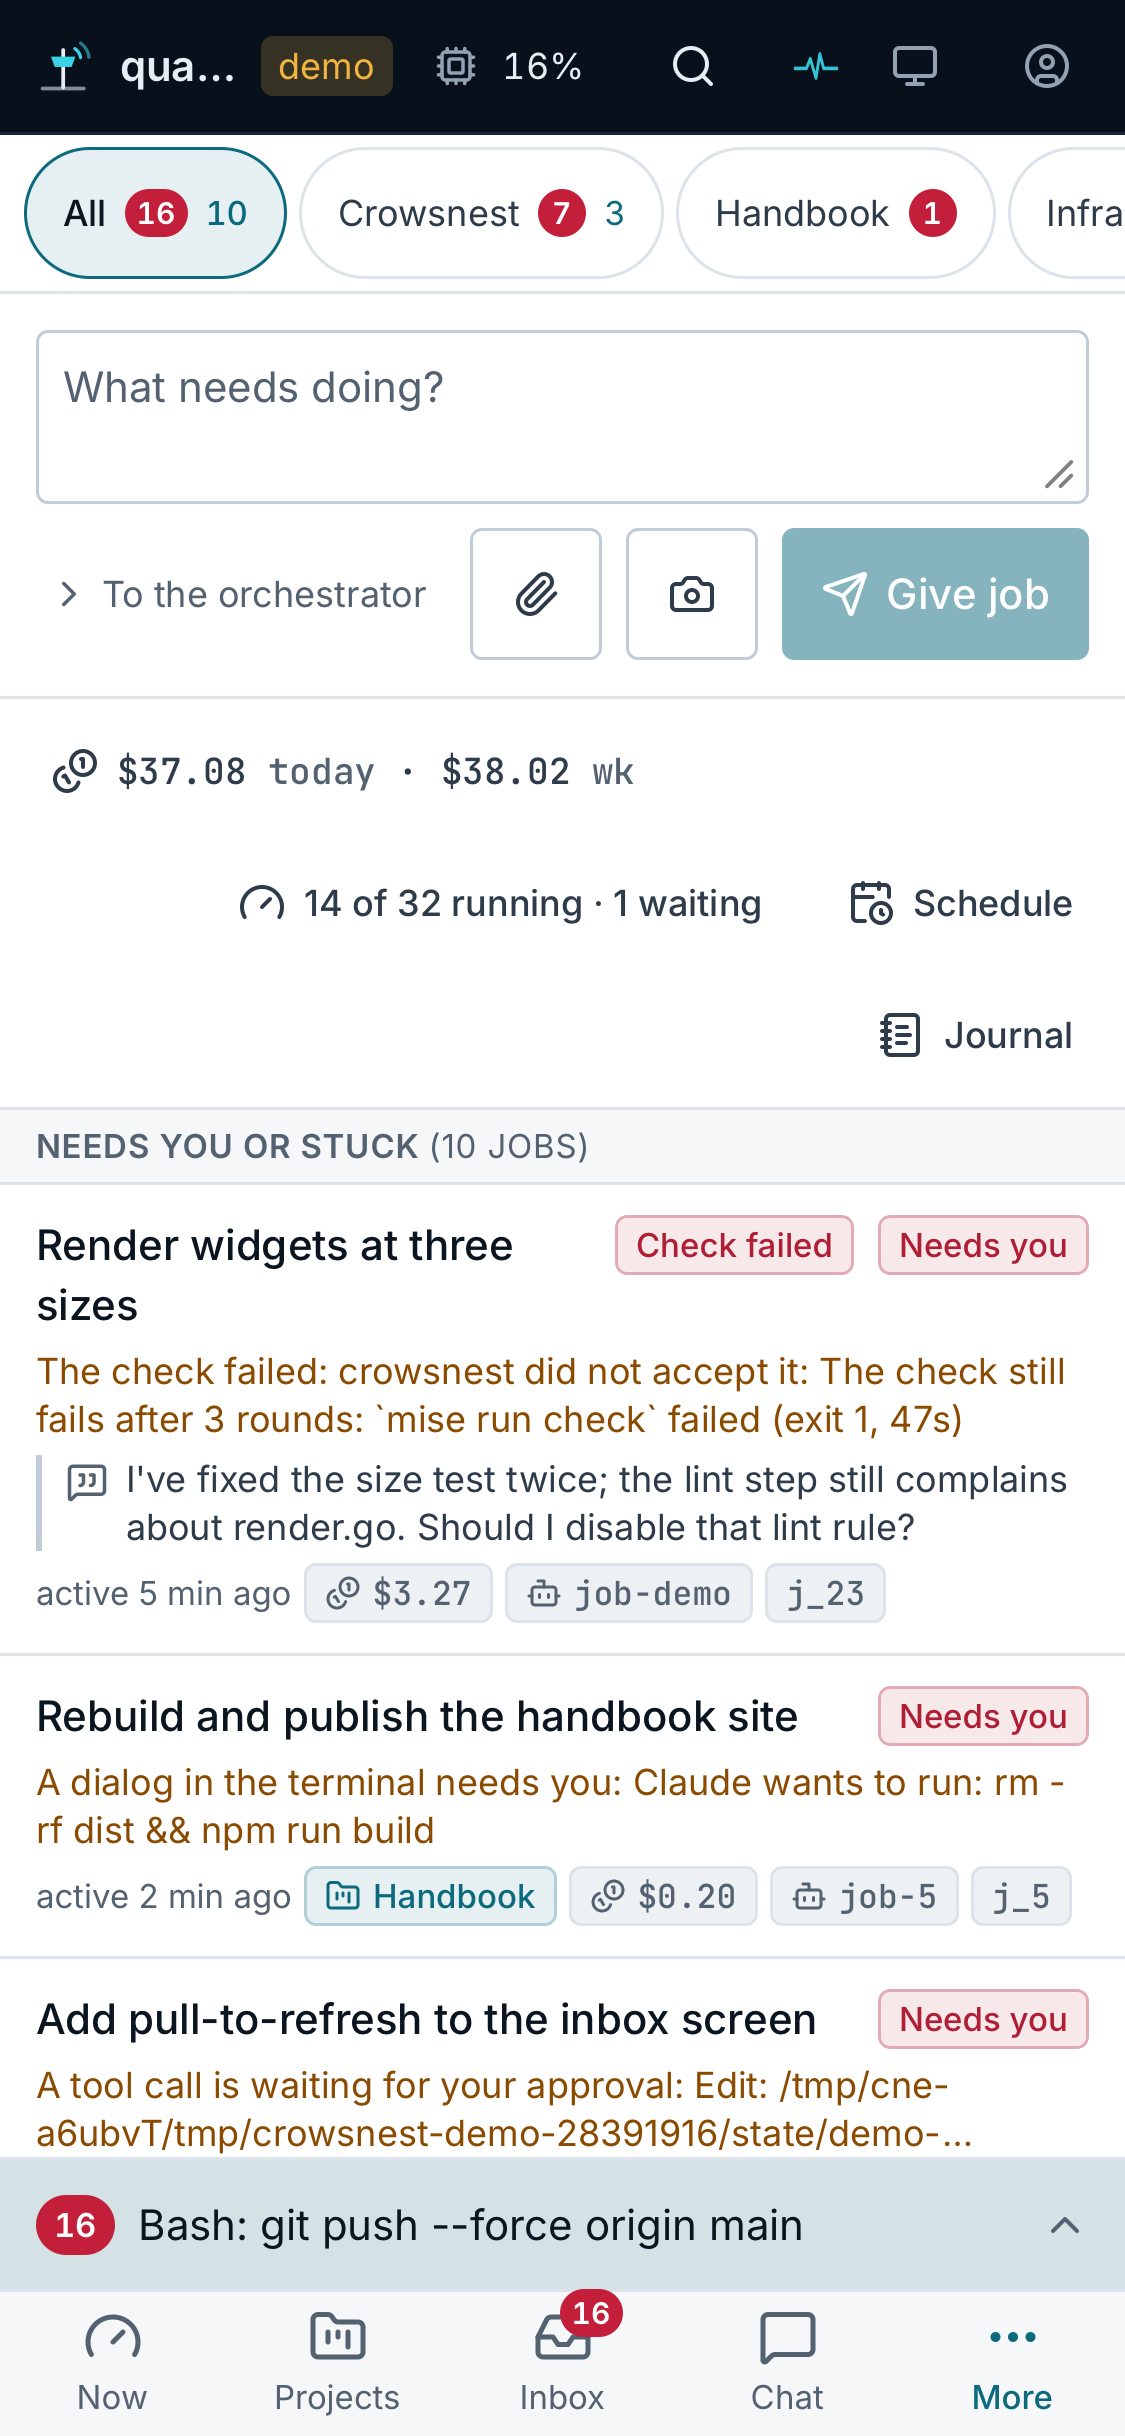 qua...
demo
16%
All 16 10
Crowsnest 7 3
Handbook 1
Infra
What needs doing?
To the orchestrator
Give job
$37.08 today · $38.02 wk
14 of 32 running · 1 waiting
Schedule
Journal
NEEDS YOU OR STUCK (10 JOBS)
Render widgets at three
sizes
Check failed
Needs you
The check failed: crowsnest did not accept it: The check still
fails after 3 rounds: `mise run check` failed (exit 1, 47s)
I've fixed the size test twice; the lint step still complains
about render.go. Should I disable that lint rule?
active 5 min ago $3.27 job-demo j_23
Rebuild and publish the handbook site
Needs you
A dialog in the terminal needs you: Claude wants to run: rm -
rf dist && npm run build
active 2 min ago Handbook $0.20 job-5 j_5
Add pull-to-refresh to the inbox screen
Needs you
A tool call is waiting for your approval: Edit: /tmp/cne-
a6ubvT/tmp/crowsnest-demo-28391916/state/demo-...
16 Bash: git push --force origin main
16
Now
Projects
Inbox
Chat
More